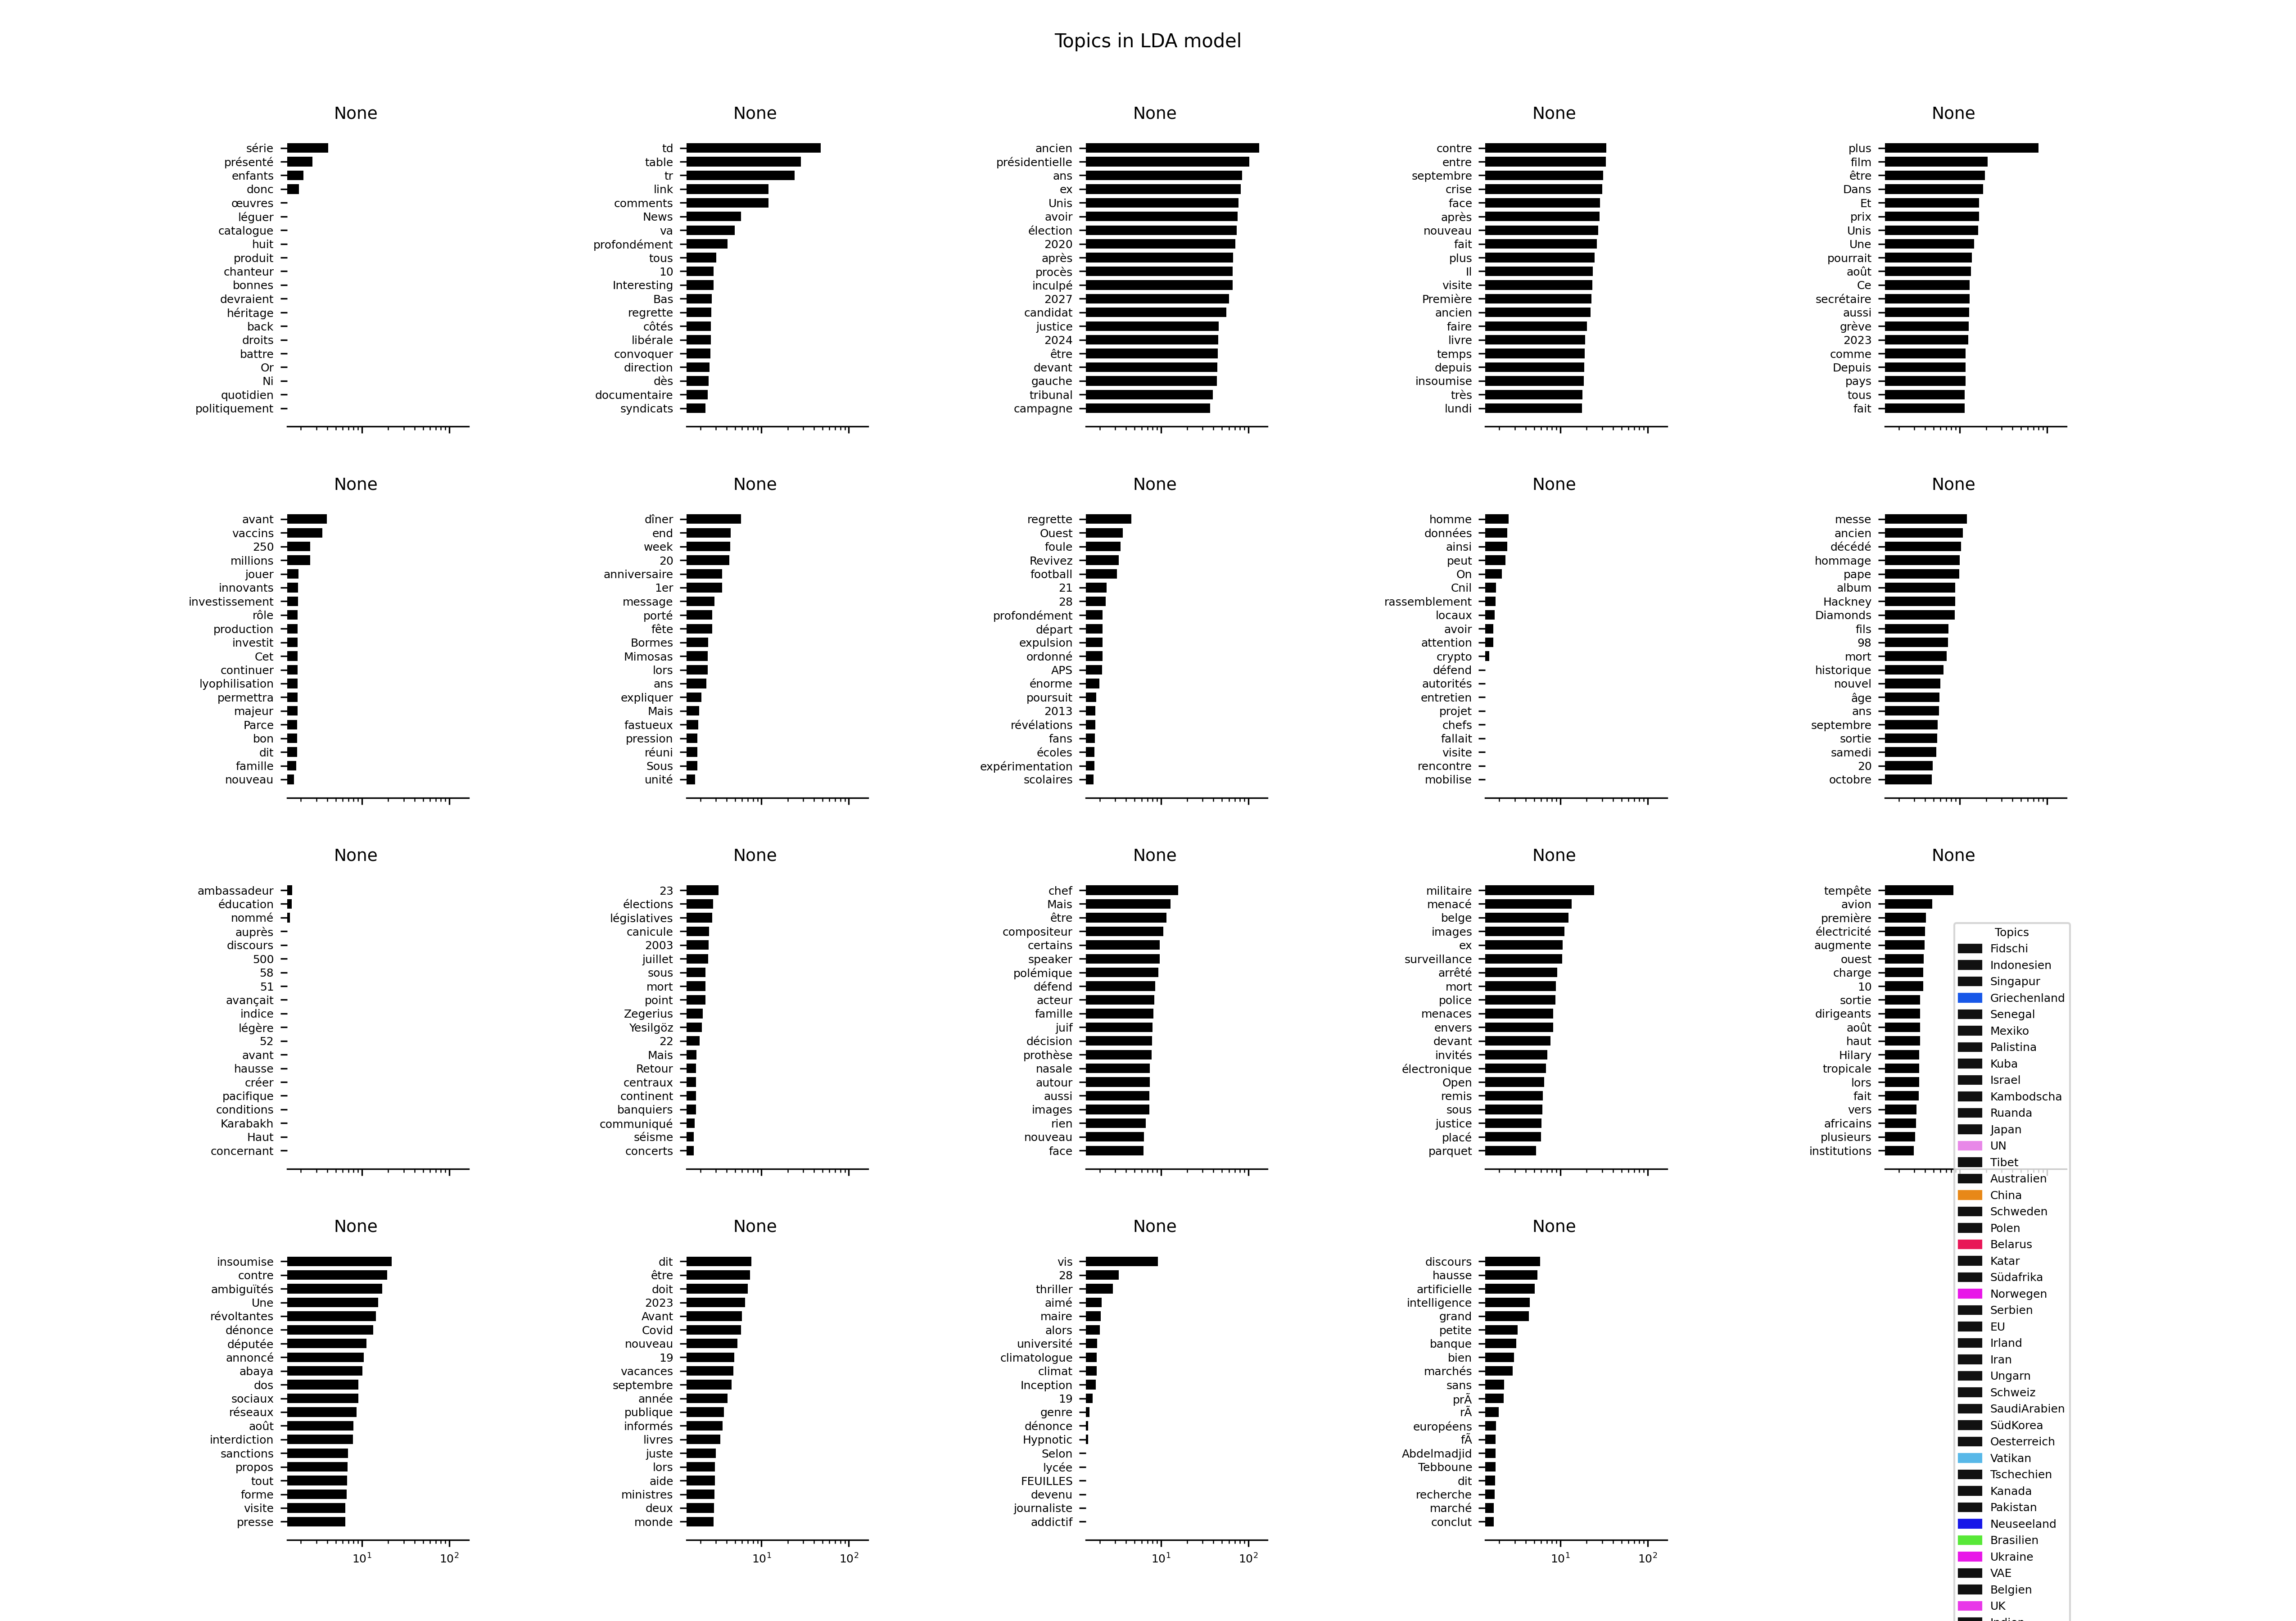 Topics in LDA model
None
série
présenté
enfants
donc
œuvres
léguer
catalogue
huit
produit
chanteur
bonnes
devraient
héritage
back
droits
battre
Or
Ni
quotidien
politiquement
None
td
table
tr
link
comments
News
va
profondément
tous
10
Interesting
Bas
regrette
côtés
libérale
convoquer
direction
dès
documentaire
syndicats
None
ancien
présidentielle
ans
ex
Unis
avoir
élection
2020
après
procès
inculpé
2027
candidat
justice
2024
être
devant
gauche
tribunal
campagne
None
contre
entre
septembre
crise
face
après
nouveau
fait
plus
Il
visite
Première
ancien
faire
livre
temps
depuis
insoumise
très
lundi
None
plus
film
être
Dans
Et
prix
Unis
Une
pourrait
août
Ce
secrétaire
aussi
grève
2023
comme
Depuis
pays
tous
fait
None
avant
vaccins
250
millions
jouer
innovants
investissement
rôle
production
investit
Cet
continuer
lyophilisation
permettra
majeur
Parce
bon
dit
famille
nouveau
None
dîner
end
week
20
anniversaire
1er
message
porté
fête
Bormes
Mimosas
lors
ans
expliquer
Mais
fastueux
pression
réuni
Sous
unité
None
regrette
Ouest
foule
Revivez
football
21
28
profondément
départ
expulsion
ordonné
APS
énorme
poursuit
2013
révélations
fans
écoles
expérimentation
scolaires
None
homme
données
ainsi
peut
On
Cnil
rassemblement
locaux
avoir
attention
crypto
défend
autorités
entretien
projet
chefs
fallait
visite
rencontre
mobilise
None
messe
ancien
décédé
hommage
pape
album
Hackney
Diamonds
fils
98
mort
historique
nouvel
âge
ans
septembre
sortie
samedi
20
octobre
None
ambassadeur
éducation
nommé
auprès
discours
500
58
51
avançait
indice
légère
52
avant
hausse
créer
pacifique
conditions
Karabakh
Haut
concernant
None
23
élections
législatives
canicule
2003
juillet
sous
mort
point
Zegerius
Yesilgöz
22
Mais
Retour
centraux
continent
banquiers
communiqué
séisme
concerts
None
chef
Mais
être
compositeur
certains
speaker
polémique
défend
acteur
famille
juif
décision
prothèse
nasale
autour
aussi
images
rien
nouveau
face
None
militaire
menacé
belge
images
ex
surveillance
arrêté
mort
police
menaces
envers
devant
invités
électronique
Open
remis
sous
justice
placé
parquet
None
tempête
avion
première
électricité
augmente
ouest
charge
10
sortie
dirigeants
août
haut
Hilary
tropicale
lors
fait
vers
africains
plusieurs
institutions
None
insoumise
contre
ambiguïtés
Une
révoltantes
dénonce
députée
annoncé
abaya
dos
sociaux
réseaux
août
interdiction
sanctions
propos
tout
forme
visite
presse
10^1
10^2
None
dit
être
doit
2023
Avant
Covid
nouveau
19
vacances
septembre
année
publique
informés
livres
juste
lors
aide
ministres
deux
monde
10^1
10^2
None
vis
28
thriller
aimé
maire
alors
université
climatologue
climat
Inception
19
genre
dénonce
Hypnotic
Selon
lycée
FEUILLES
devenu
journaliste
addictif
10^1
10^2
None
discours
hausse
artificielle
intelligence
grand
petite
banque
bien
marchés
sans
prÃ
rÃ
européens
fÃ
Abdelmadjid
Tebboune
dit
recherche
marché
conclut
10^1
10^2
Topics
Fidschi
Indonesien
Singapur
Griechenland
Senegal
Mexiko
Palistina
Kuba
Israel
Kambodscha
Ruanda
Japan
UN
Tibet
Australien
China
Schweden
Polen
Belarus
Katar
Südafrika
Norwegen
Serbien
EU
Irland
Iran
Ungarn
Schweiz
SaudiArabien
SüdKorea
Oesterreich
Vatikan
Tschechien
Kanada
Pakistan
Neuseeland
Brasilien
Ukraine
VAE
Belgien
UK